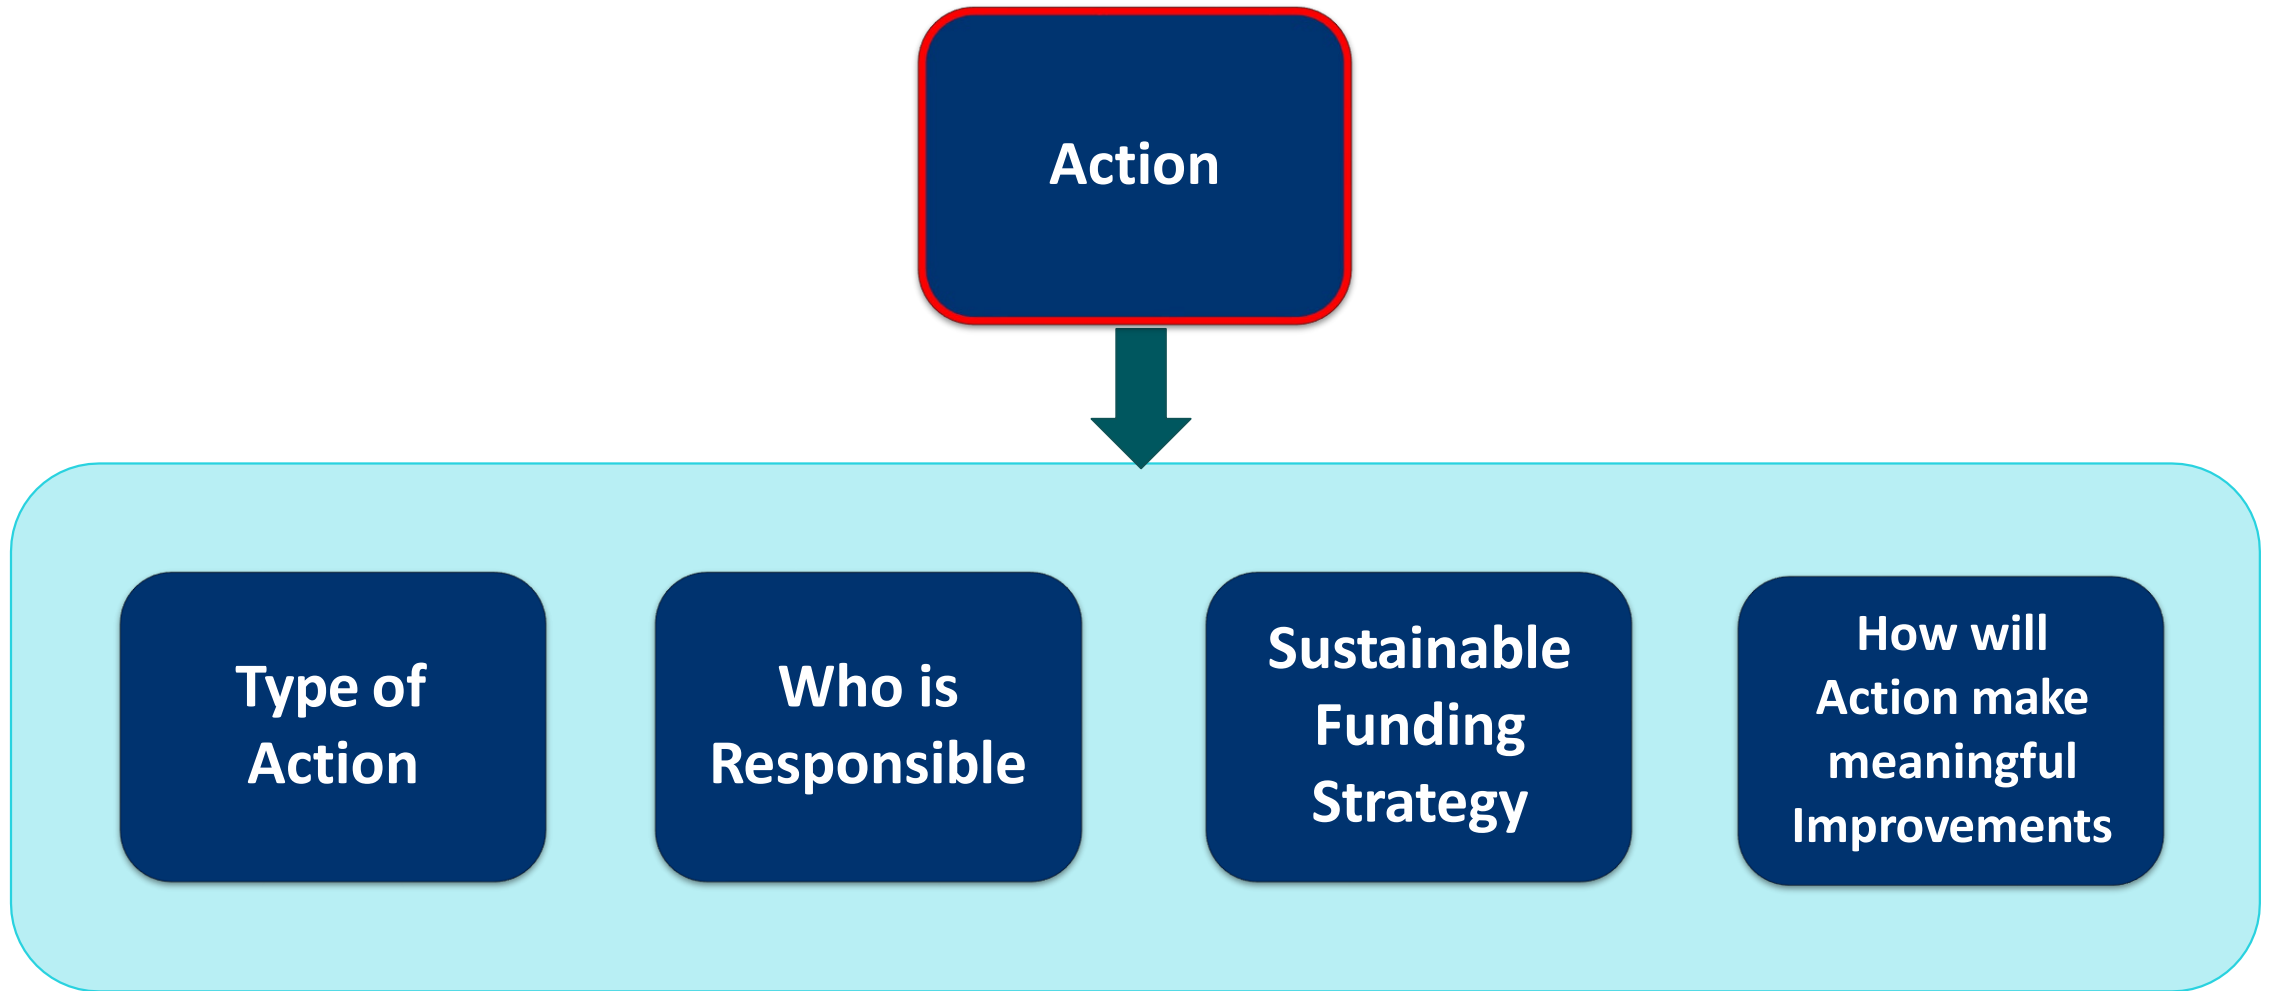 Action
Type of
Action
Who is
Responsible
Sustainable
Funding
Strategy
How will
Action make
meaningful
Improvements